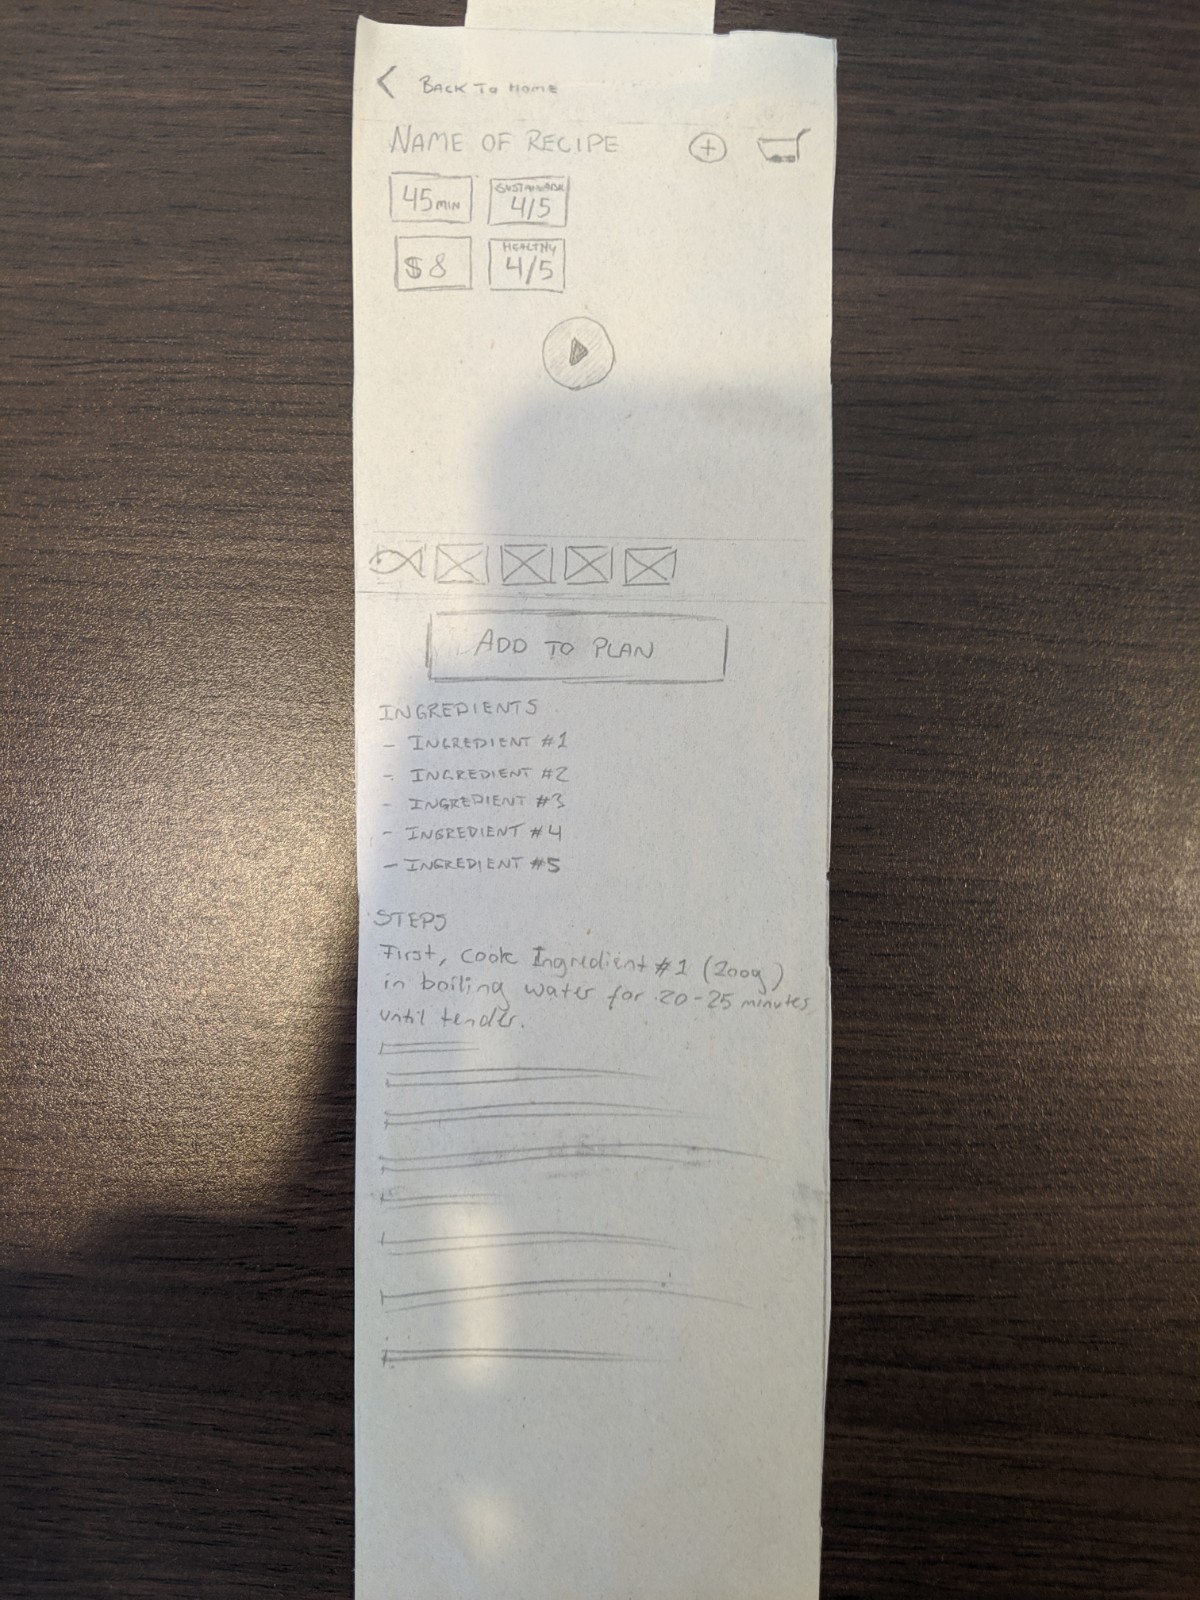 < BACK TO HOME
NAME OF RECIPE
45 MIN
SUSTAINABLE
4/5
$8
HEALTHY
4/5
ADD TO PLAN
INGREDIENTS
- INGREDIENT #1
- INGREDIENT #2
- INGREDIENT #3
- INGREDIENT #4
- INGREDIENT #5
STEPS
First, cook Ingredient #1 (200g)
in boiling water for 20-25 minutes
until tender.